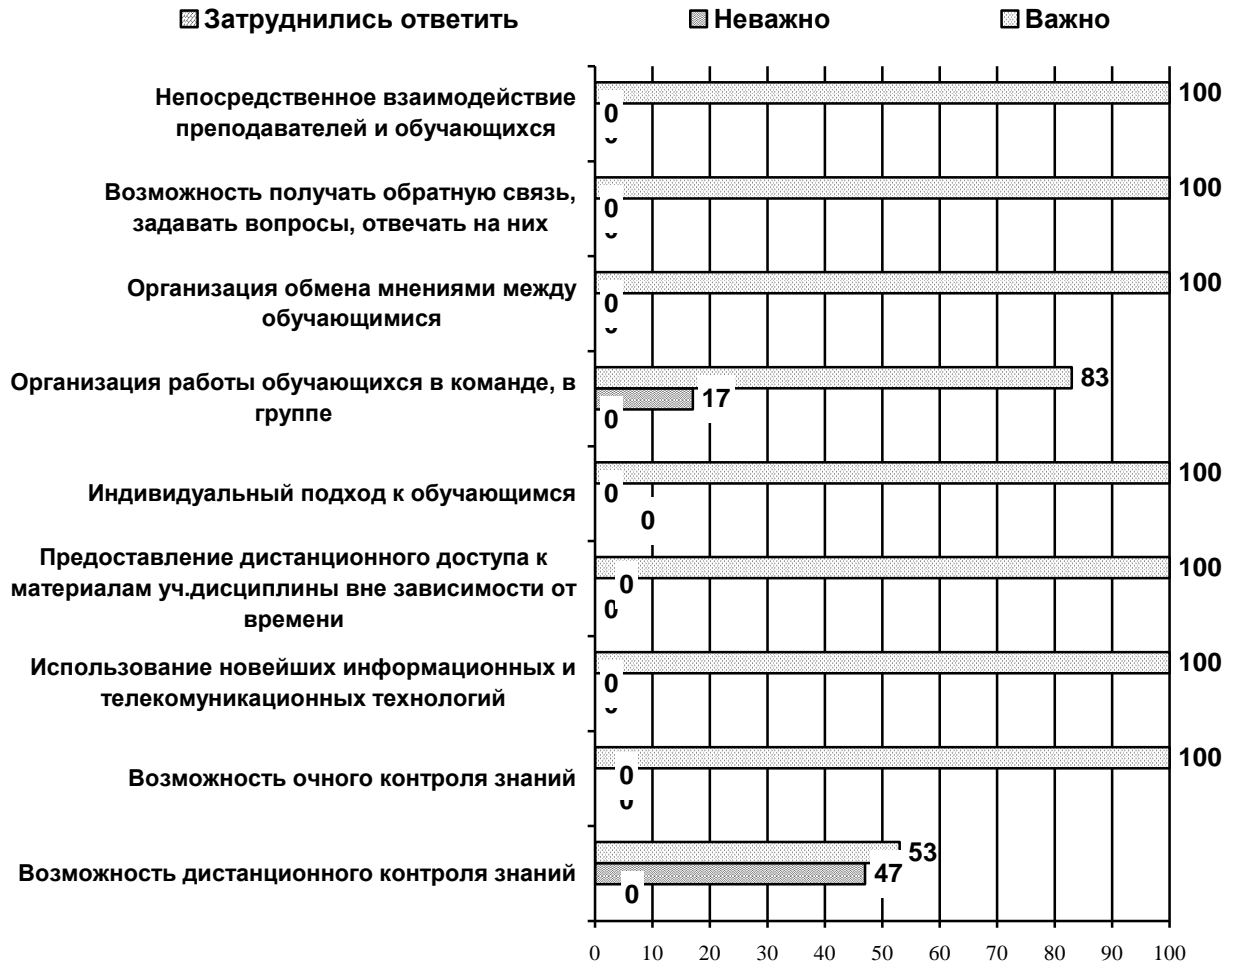 Затруднились ответить Неважно Важно
Непосредственное взаимодействие
преподавателей и обучающихся
100
0
0
Возможность получать обратную связь,
задавать вопросы, отвечать на них
100
0
0
Организация обмена мнениями между
обучающимися
100
0
0
Организация работы обучающихся в команде, в
группе
83
17
0
Индивидуальный подход к обучающимся
100
0
0
Предоставление дистанционного доступа к
материалам уч.дисциплины вне зависимости от
времени
100
0
0
Использование новейших информационных и
телекомуникационных технологий
100
0
0
Возможность очного контроля знаний
100
0
0
Возможность дистанционного контроля знаний
53
47
0
0 10 20 30 40 50 60 70 80 90 100